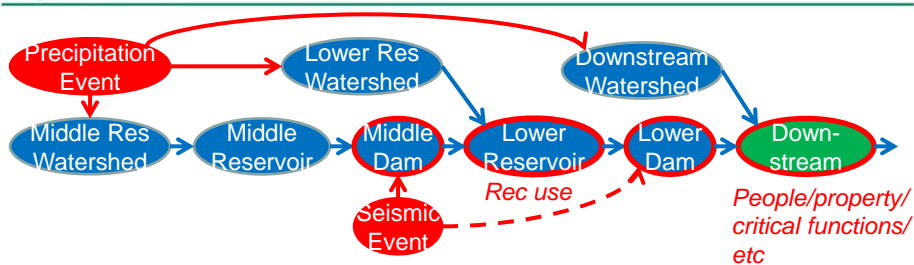 Precipitation
Event
Lower Res
Watershed
Downstream
Watershed
Middle Res
Watershed
Middle
Reservoir
Middle
Dam
Lower
Reservoir
Lower
Dam
Down-
stream
Rec use
Seismic
Event
People/property/
critical functions/
etc